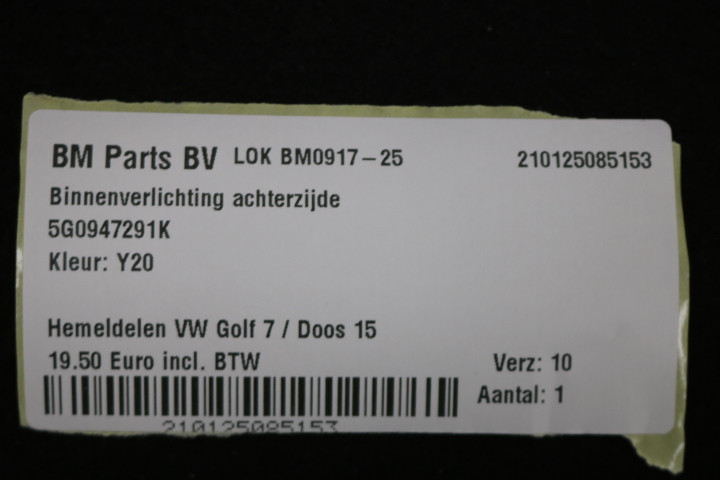 BM Parts BV LOK BM0917-25 210125085153
Binnenverlichting achterzijde
5G0947291K
Kleur: Y20
Hemeldelen VW Golf 7 / Doos 15
19.50 Euro incl. BTW Verz: 10
Aantal: 1
210125085153